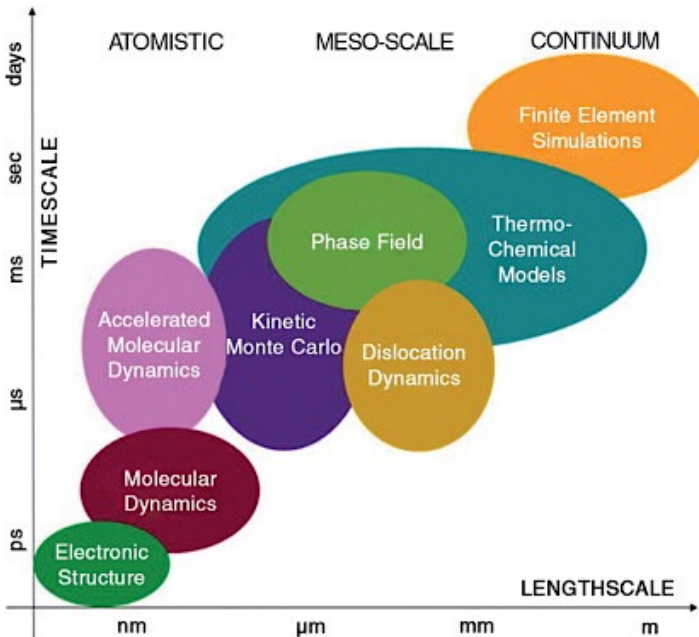 ATOMISTIC
MESO-SCALE
CONTINUUM
days
sec
ms
µs
ps
TIMESCALE
Finite Element
Simulations
Thermo-
Chemical
Models
Phase Field
Accelerated
Molecular
Dynamics
Kinetic
Monte Carlo
Dislocation
Dynamics
Molecular
Dynamics
Electronic
Structure
LENGTHSCALE
nm
µm
mm
m